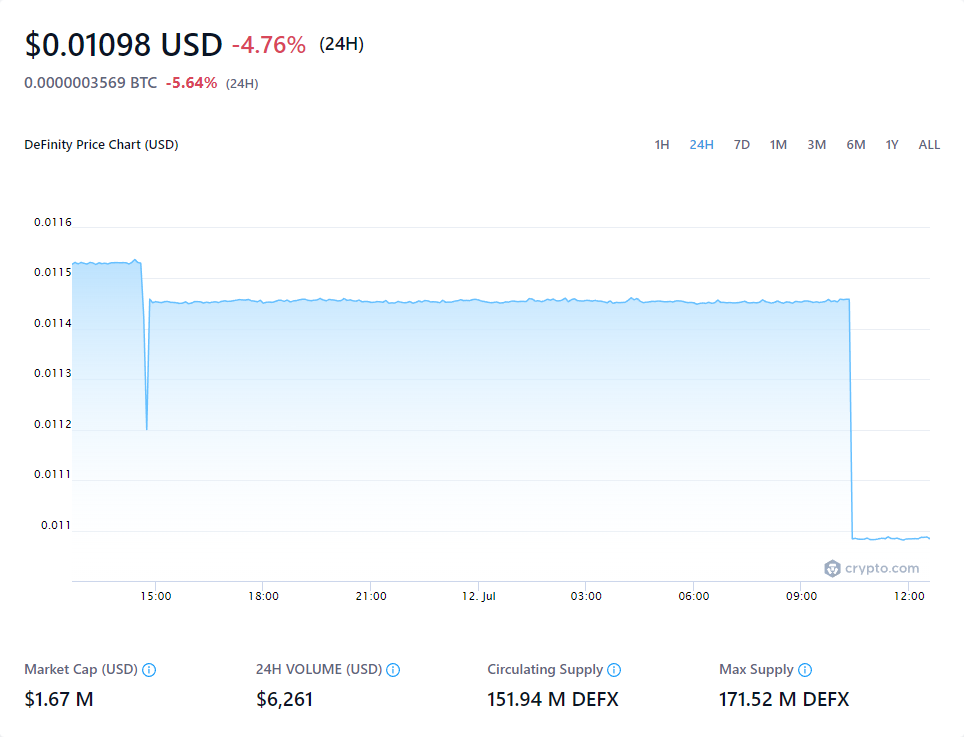 $0.01098 USD -4.76% (24H)
0.0000003569 BTC -5.64% (24H)
DeFinity Price Chart (USD) 1H 24H 7D 1M 3M 6M 1Y ALL
0.0116
0.0115
0.0114
0.0113
0.0112
0.0111
0.011
crypto.com
15:00 18:00 21:00 12. Jul 03:00 06:00 09:00 12:00
Market Cap (USD) 24H VOLUME (USD) Circulating Supply Max Supply
$1.67 M $6,261 151.94 M DEFX 171.52 M DEFX